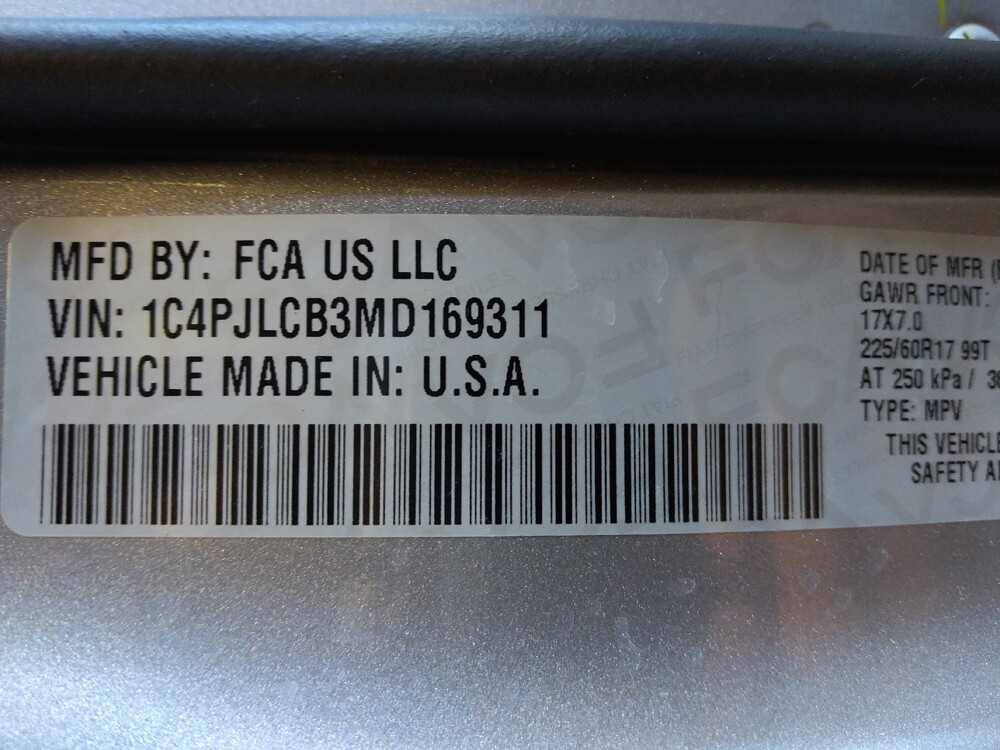 MFD BY: FCA US LLC
VIN: 1C4PJLCB3MD169311
VEHICLE MADE IN: U.S.A.
DATE OF MFR
GAWR FRONT:
17X7.0
225/60R17 99T
AT 250 kPa /
TYPE: MPV
THIS VEHICLE
SAFETY